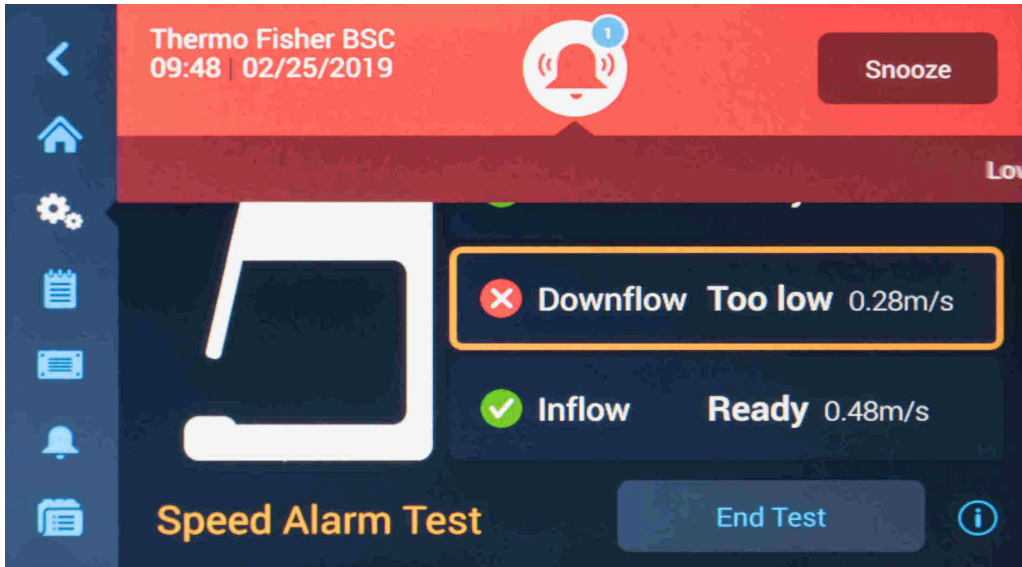 Thermo Fisher BSC
09:48 | 02/25/2019
1
Snooze
Downflow Too low 0.28m/s
Inflow Ready 0.48m/s
Speed Alarm Test
End Test